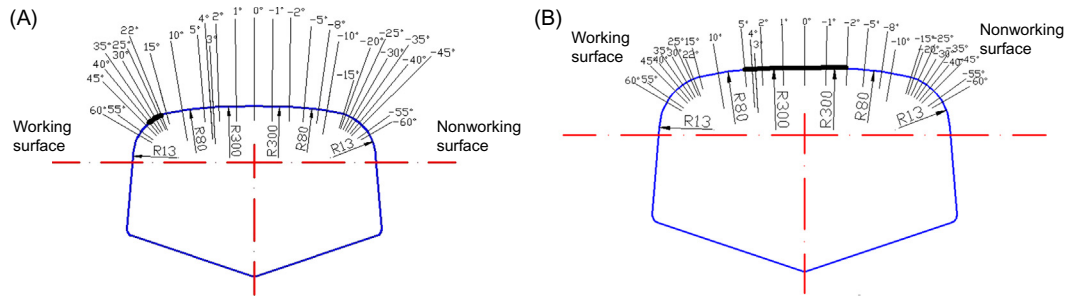 (A)
22°
25°
35°
30°
40°
45°
60°
55°
15°
10°
5°
4°
3°
2°
1°
0°
-1°
-2°
-5°
-8°
-10°
-15°
-20°
-25°
-30°
-35°
-40°
-45°
-55°
-60°
Working
surface
Nonworking
surface
R13
R80
R300
R300
R80
R13
(B)
Working
surface
Nonworking
surface
60°
55°
45°
40°
35°
30°
25°
22°
15°
10°
5°
4°
3°
2°
1°
0°
-1°
-2°
-5°
-8°
-10°
-15°
-20°
-25°
-30°
-35°
-40°
-45°
-55°
-60°
R13
R80
R300
R300
R80
R13